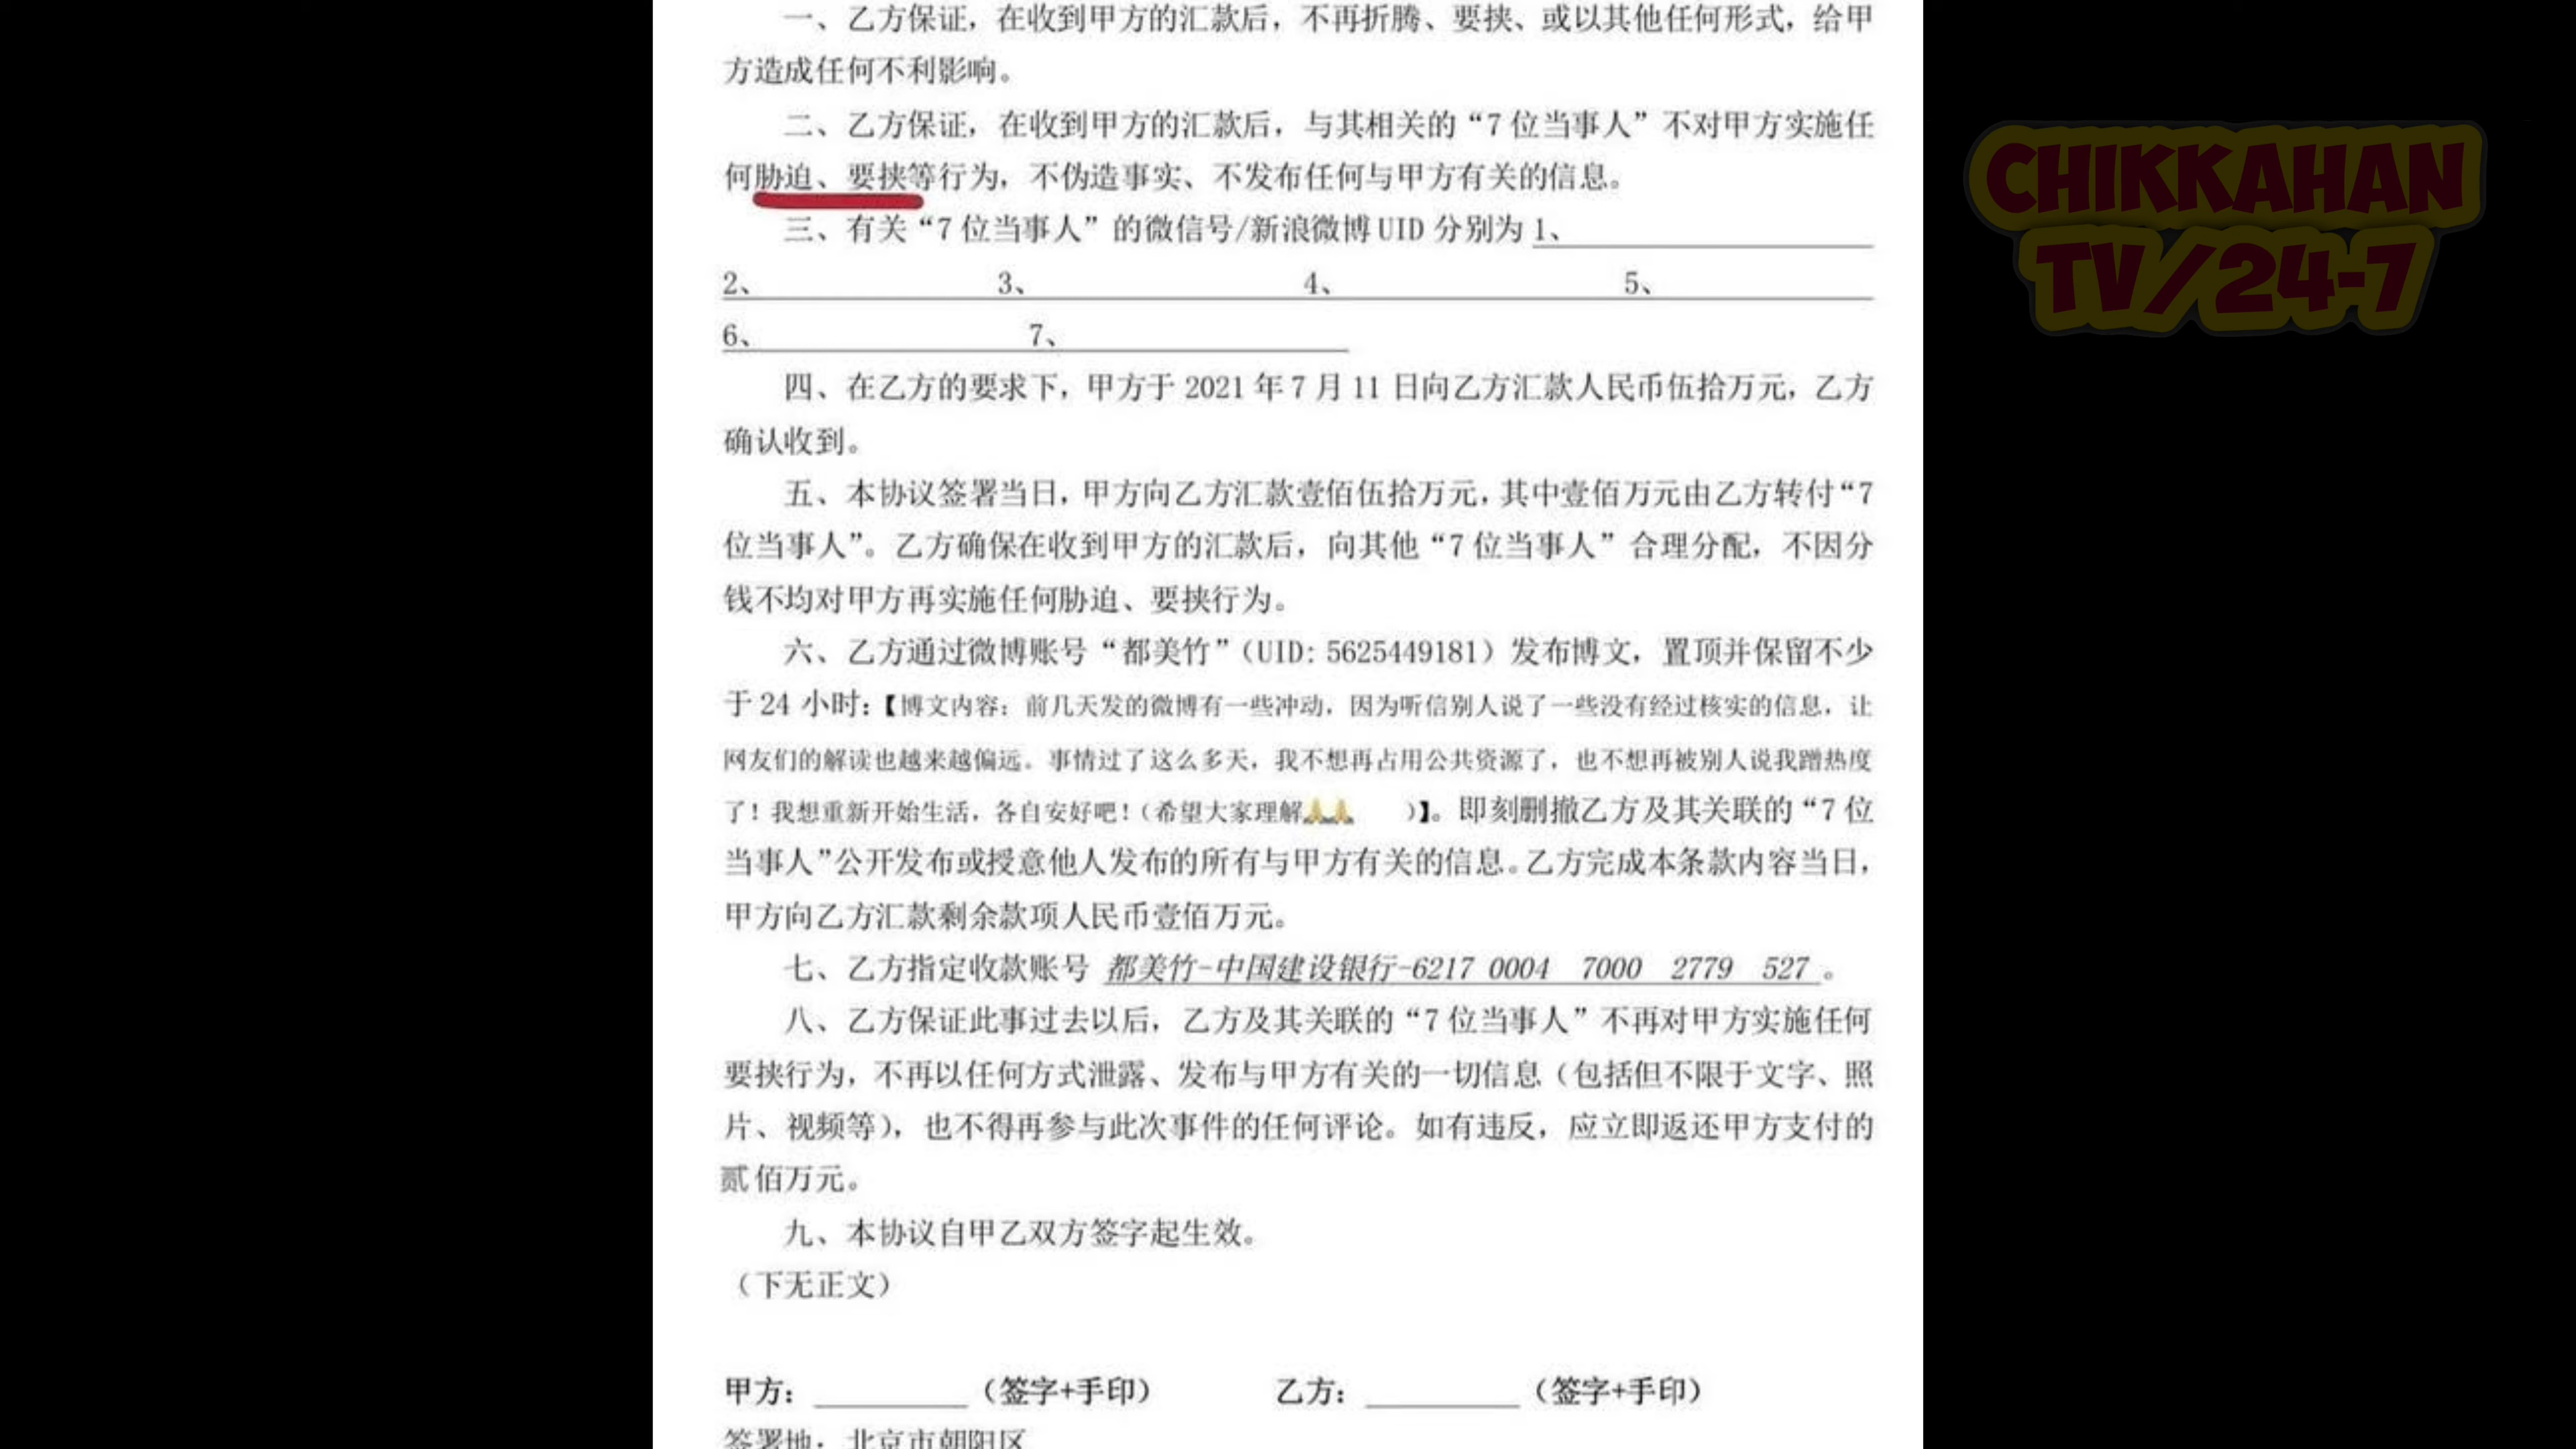 一、乙方保证，在收到甲方的汇款后，不再折腾、要挟、或以其他任何形式，给甲
方造成任何不利影响。
二、乙方保证，在收到甲方的汇款后，与其相关的“7 位当事人”不对甲方实施任
何胁迫、要挟等行为，不伪造事实、不发布任何与甲方有关的信息。
三、有关“7 位当事人”的微信号/新浪微博 UID 分别为 1、
2、 3、 4、 5、
6、 7、
四、在乙方的要求下，甲方于 2021 年 7 月 11 日向乙方汇款人民币伍拾万元，乙方
确认收到。
五、本协议签署当日，甲方向乙方汇款壹佰伍拾万元，其中壹佰万元由乙方转付“7
位当事人”。乙方确保在收到甲方的汇款后，向其他“7 位当事人”合理分配，不因分
钱不均对甲方再实施任何胁迫、要挟行为。
六、乙方通过微博账号“都美竹”（UID: 5625449181）发布博文，置顶并保留不少
于 24 小时：【博文内容：前几天发的微博有一些冲动，因为听信别人说了一些没有经过核实的信息，让
网友们的解读也越来越偏远。事情过了这么多天，我不想再占用公共资源了，也不想再被别人说我蹭热度
了！我想重新开始生活，各自安好吧！（希望大家理解🙏🙏 ）】。即刻删撤乙方及其关联的“7 位
当事人”公开发布或授意他人发布的所有与甲方有关的信息。乙方完成本条款内容当日，
甲方向乙方汇款剩余款项人民币壹佰万元。
七、乙方指定收款账号 都美竹-中国建设银行-6217 0004 7000 2779 527 。
八、乙方保证此事过去以后，乙方及其关联的“7 位当事人”不再对甲方实施任何
要挟行为，不再以任何方式泄露、发布与甲方有关的一切信息（包括但不限于文字、照
片、视频等），也不得再参与此次事件的任何评论。如有违反，应立即返还甲方支付的
贰佰万元。
九、本协议自甲乙双方签字起生效。
（下无正文）
甲方：________（签字+手印） 乙方：________（签字+手印）
签署地：北京市朝阳区
CHIKKAHAN
TV/24-7